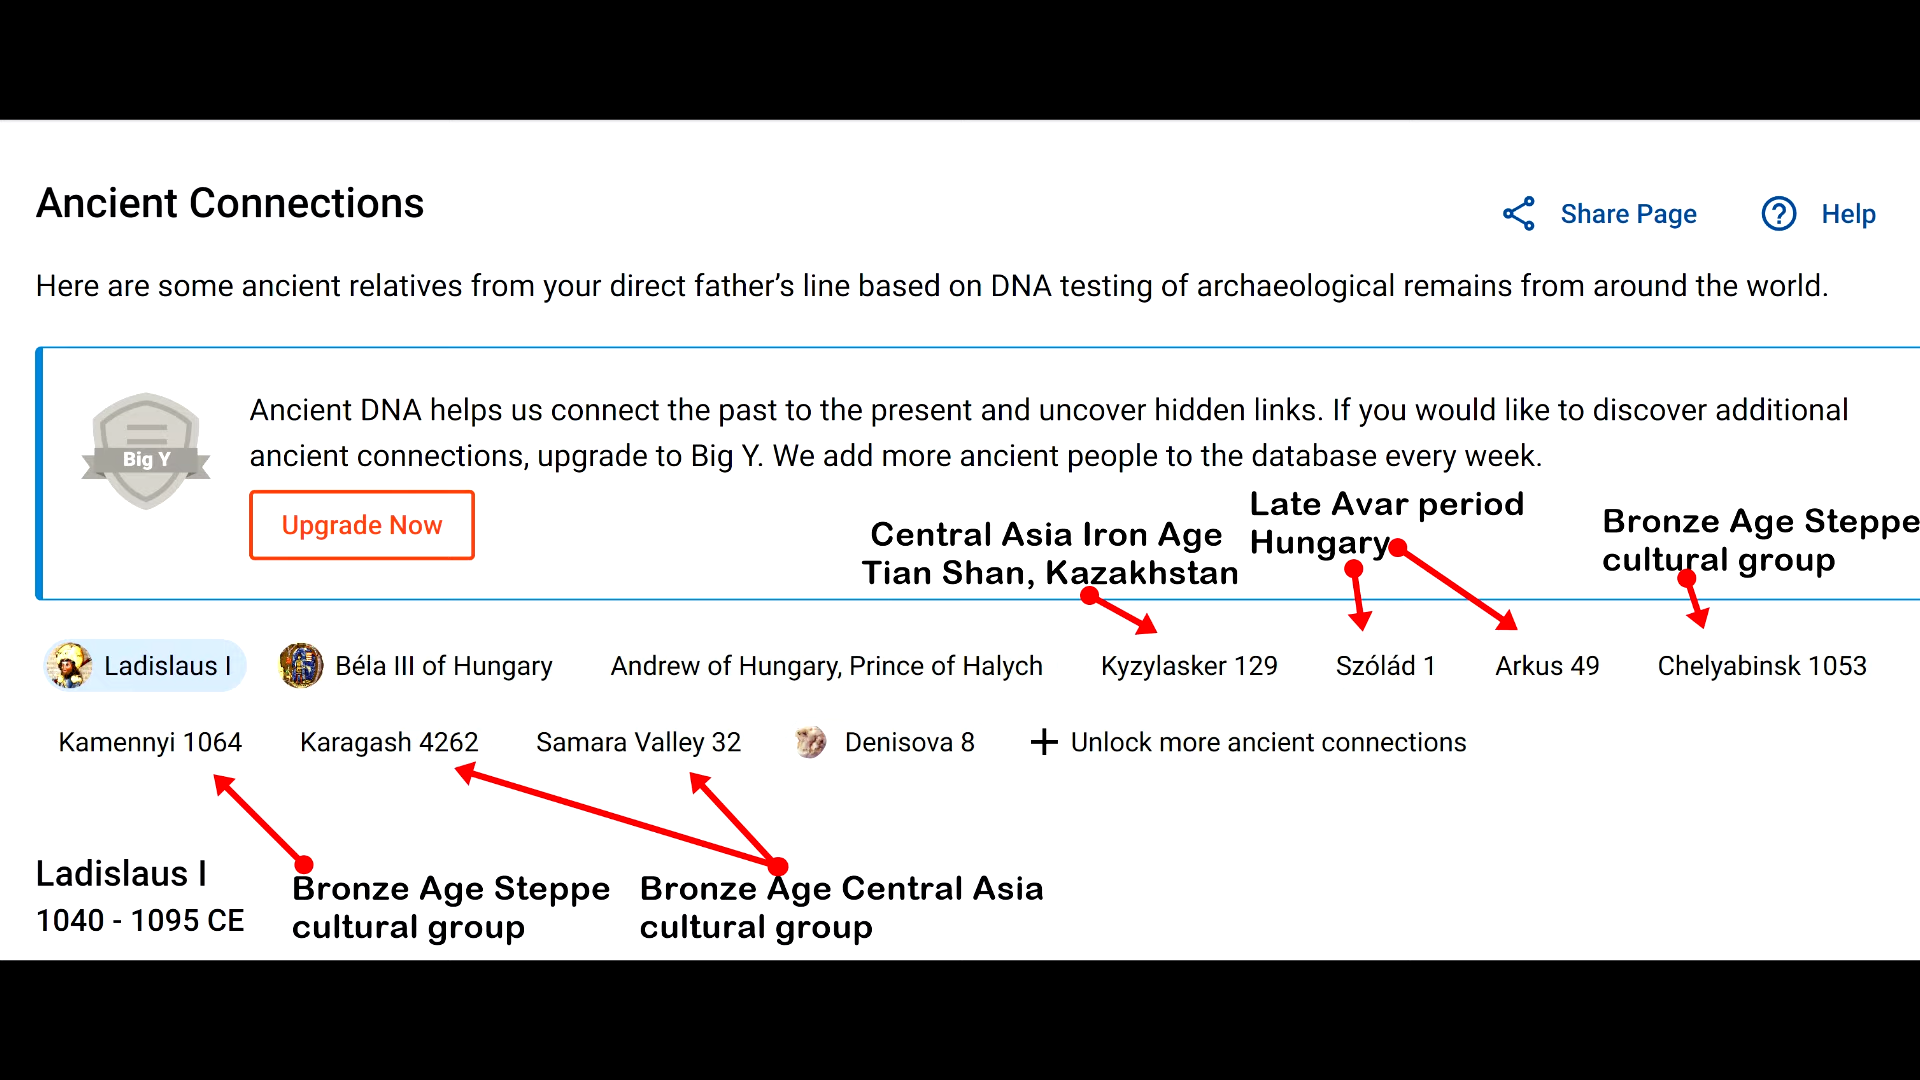 Ancient Connections
Share Page
Help
Here are some ancient relatives from your direct father’s line based on DNA testing of archaeological remains from around the world.
Big Y
Ancient DNA helps us connect the past to the present and uncover hidden links. If you would like to discover additional
ancient connections, upgrade to Big Y. We add more ancient people to the database every week.
Upgrade Now
Central Asia Iron Age
Tian Shan, Kazakhstan
Late Avar period
Hungary
Bronze Age Steppe
cultural group
Ladislaus I
Béla III of Hungary
Andrew of Hungary, Prince of Halych
Kyzylasker 129
Szólád 1
Arkus 49
Chelyabinsk 1053
Kamennyi 1064
Karagash 4262
Samara Valley 32
Denisova 8
Unlock more ancient connections
Ladislaus I
1040 - 1095 CE
Bronze Age Steppe
cultural group
Bronze Age Central Asia
cultural group